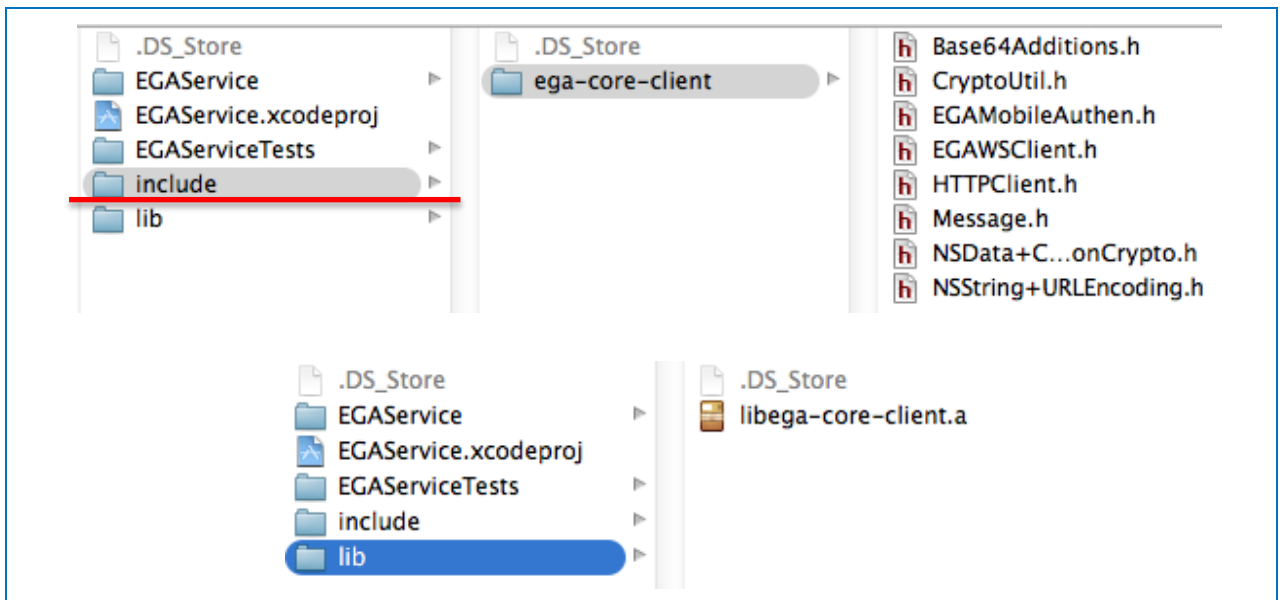 .DS_Store
EGAService
EGAService.xcodeproj
EGAServiceTests
include
lib
.DS_Store
ega-core-client
Base64Additions.h
CryptoUtil.h
EGAMobileAuthen.h
EGAWSClient.h
HTTPClient.h
Message.h
NSData+C...onCrypto.h
NSString+URLEncoding.h
.DS_Store
EGAService
EGAService.xcodeproj
EGAServiceTests
include
lib
.DS_Store
libega-core-client.a